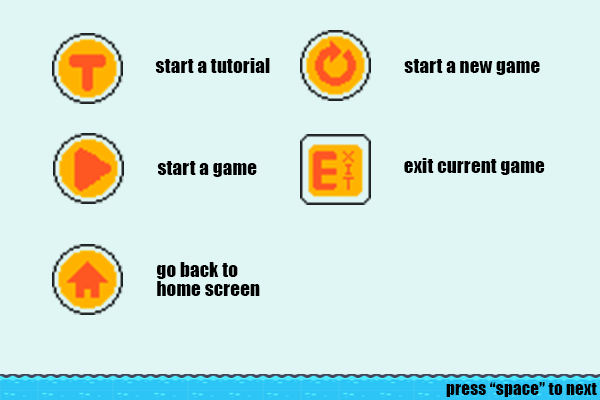 T
start a tutorial
start a new game
start a game
EXIT
exit current game
go back to
home screen
press “space” to next